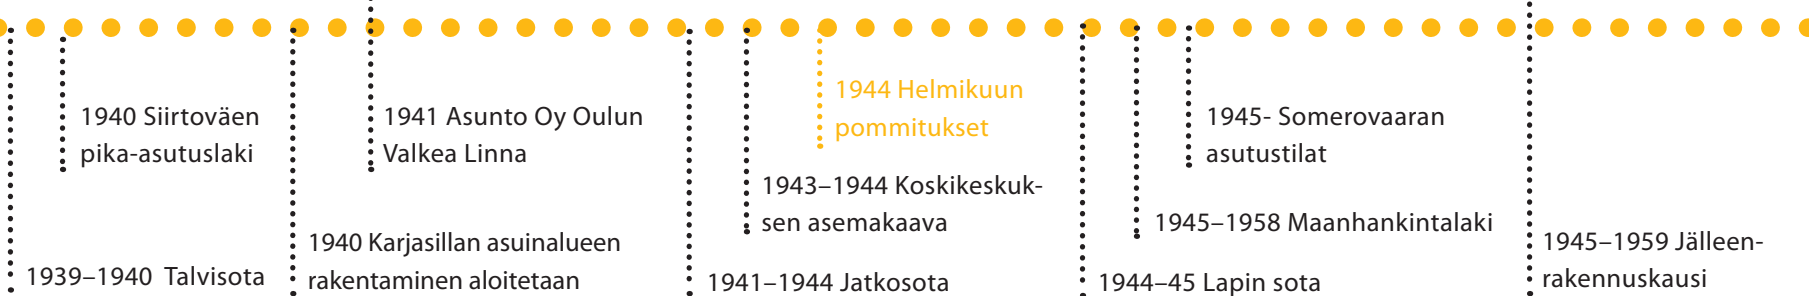 1940 Siirtoväen
pika-asutuslaki
1939–1940 Talvisota
1940 Karjasillan asuinalueen
rakentaminen aloitetaan
1941 Asunto Oy Oulun
Valkea Linna
1941–1944 Jatkosota
1943–1944 Koskikeskuk-
sen asemakaava
1944 Helmikuun
pommitukset
1944–45 Lapin sota
1945–1958 Maanhankintalaki
1945- Somerovaaran
asutustilat
1945–1959 Jälleen-
rakennuskausi